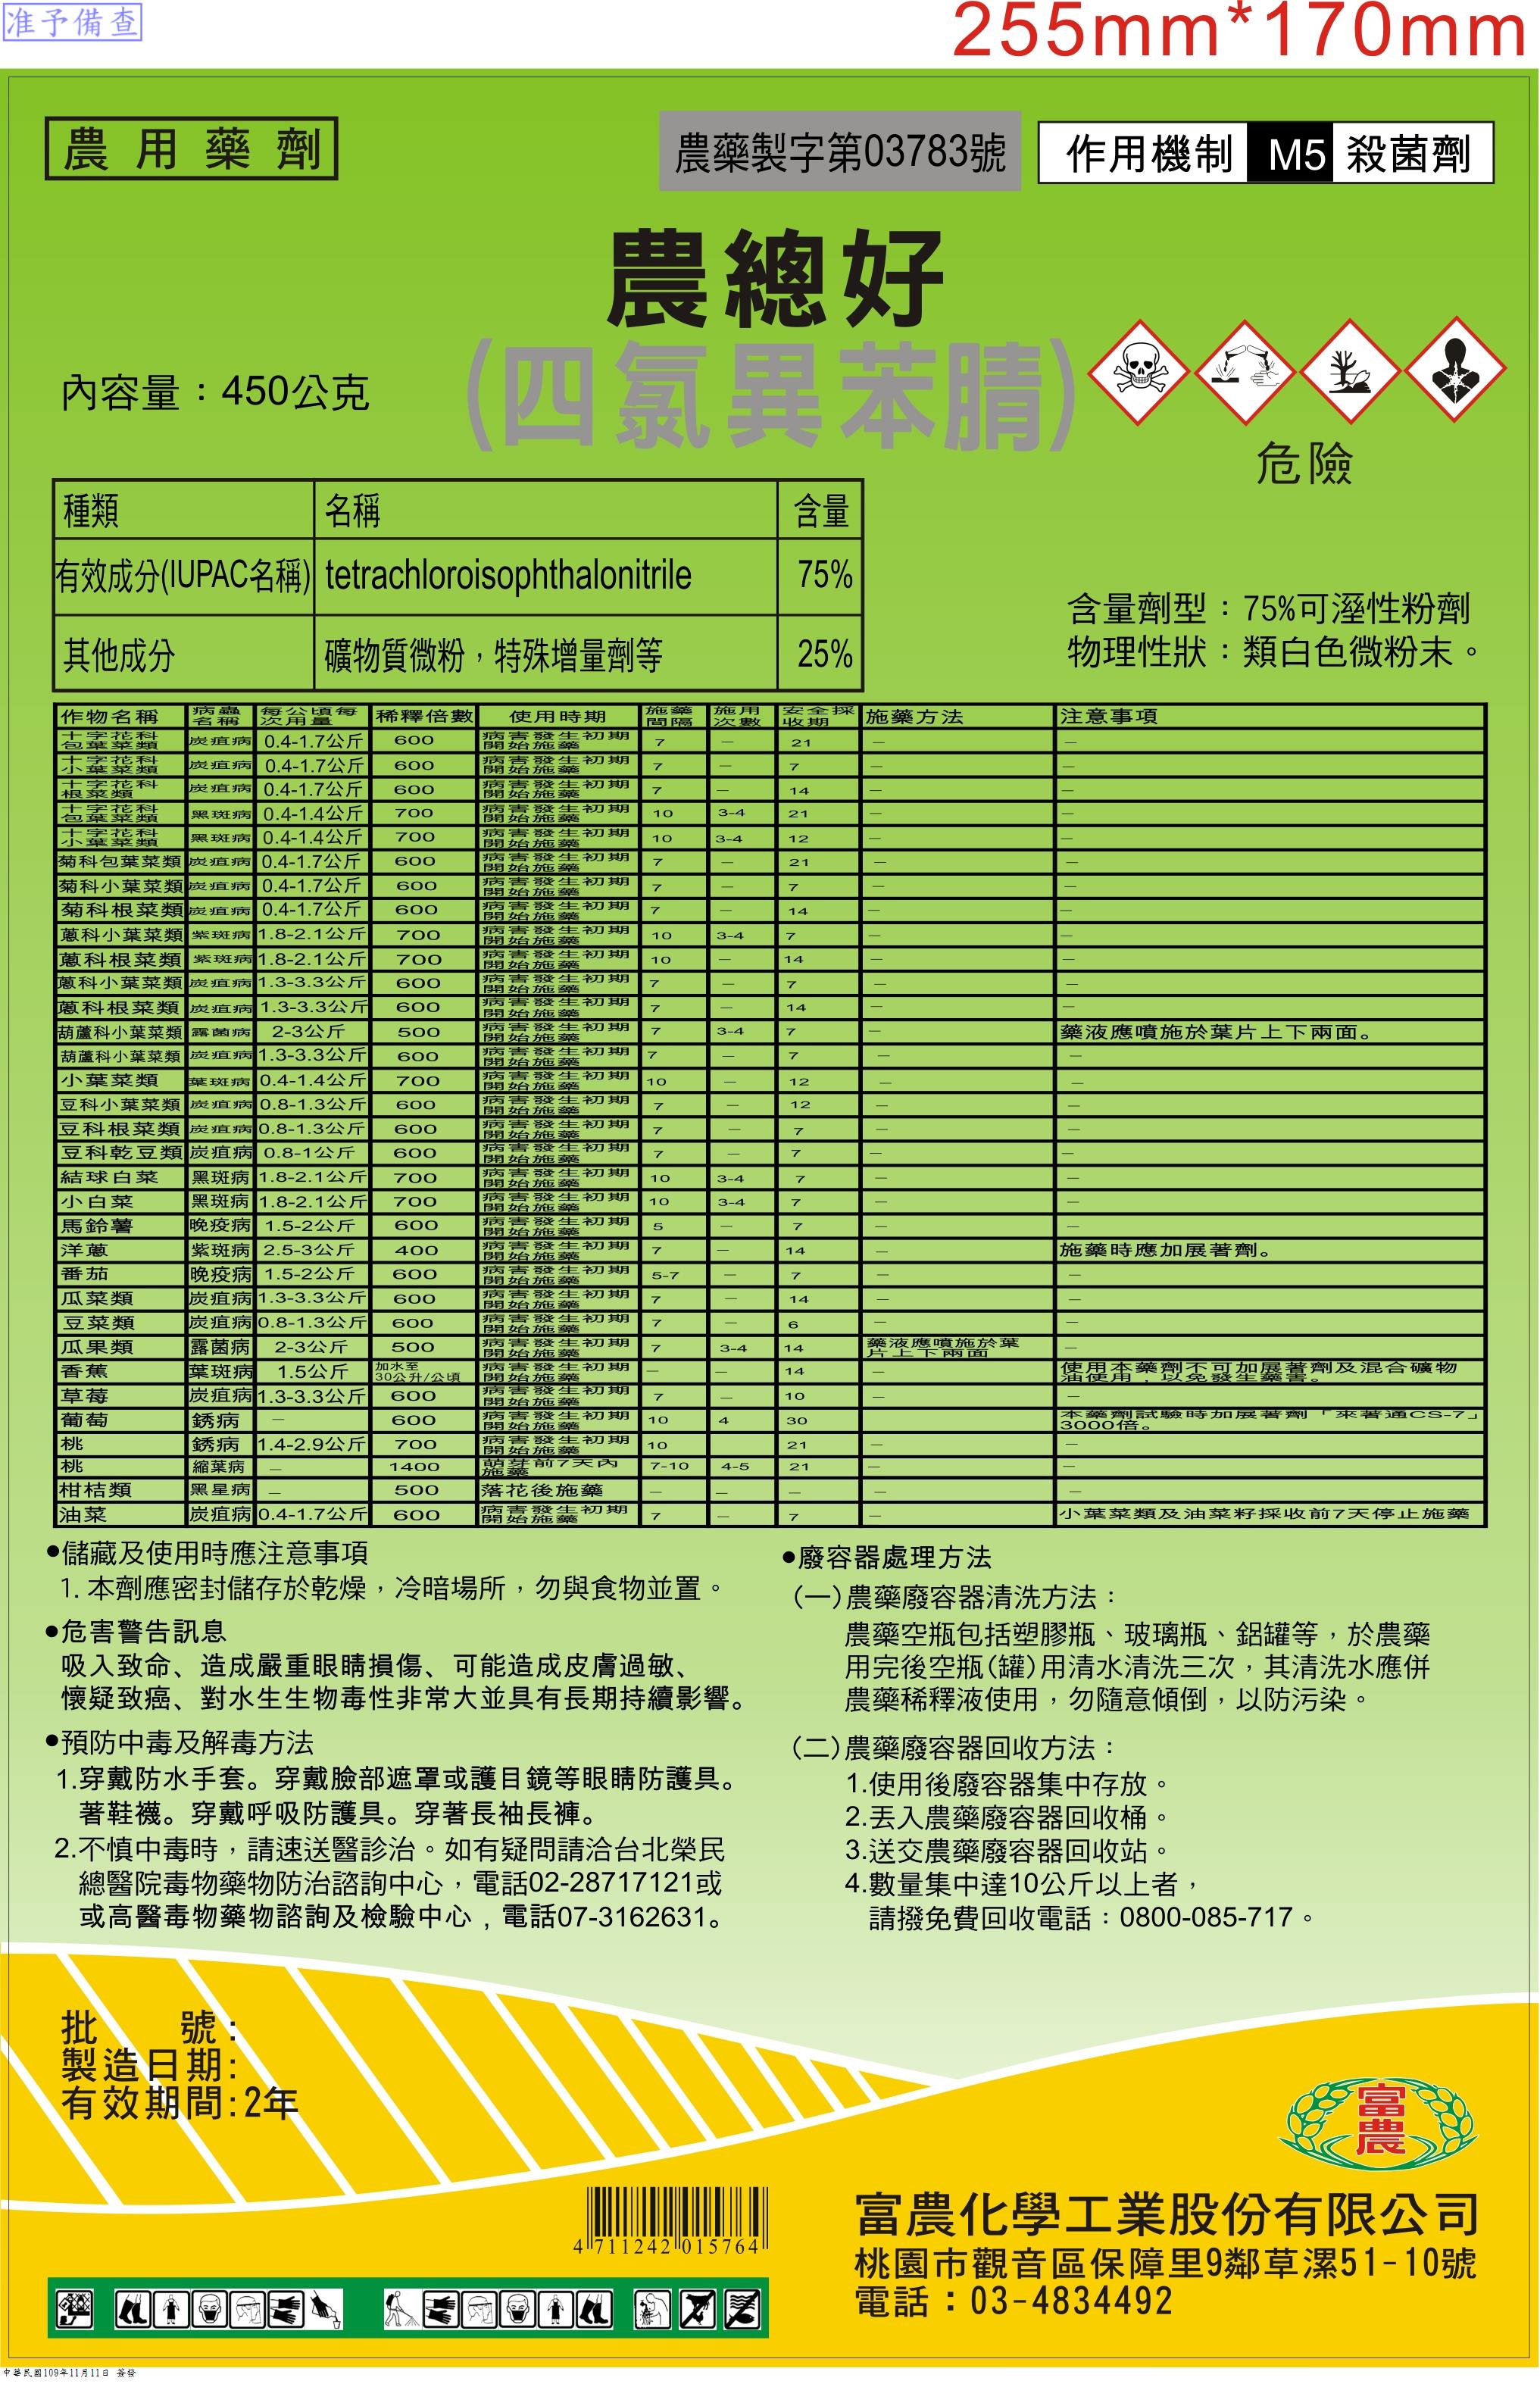 准予備查
255mm*170mm
農用藥劑
農藥製字第03783號
作用機制 M5 殺菌劑
農總好
(四氯異苯腈)
內容量：450公克
危險
種類 名稱 含量
有效成分(IUPAC名稱) tetrachloroisophthalonitrile 75%
其他成分 礦物質微粉，特殊增量劑等 25%
含量劑型：75%可溼性粉劑
物理性狀：類白色微粉末。
作物名稱 病蟲名稱 每公頃每次用量 稀釋倍數 使用時期 施藥間隔 施用次數 安全採收期 施藥方法 注意事項
十字花科包葉菜類 炭疽病 0.4-1.7公斤 600 病害發生初期開始施藥 7 — 21 — —
十字花科小葉菜類 炭疽病 0.4-1.7公斤 600 病害發生初期開始施藥 7 — 7 — —
十字花科根菜類 炭疽病 0.4-1.7公斤 600 病害發生初期開始施藥 7 — 14 — —
十字花科包葉菜類 黑斑病 0.4-1.4公斤 700 病害發生初期開始施藥 10 3-4 21 — —
十字花科小葉菜類 黑斑病 0.4-1.4公斤 700 病害發生初期開始施藥 10 3-4 12 — —
菊科包葉菜類 炭疽病 0.4-1.7公斤 600 病害發生初期開始施藥 7 — 21 — —
菊科小葉菜類 炭疽病 0.4-1.7公斤 600 病害發生初期開始施藥 7 — 7 — —
菊科根菜類 炭疽病 0.4-1.7公斤 600 病害發生初期開始施藥 7 — 14 — —
蔥科小葉菜類 紫斑病 1.8-2.1公斤 700 病害發生初期開始施藥 10 3-4 7 — —
蔥科根菜類 紫斑病 1.8-2.1公斤 700 病害發生初期開始施藥 10 — 14 — —
蔥科小葉菜類 炭疽病 1.3-3.3公斤 600 病害發生初期開始施藥 7 — 7 — —
蔥科根菜類 炭疽病 1.3-3.3公斤 600 病害發生初期開始施藥 7 — 14 — —
葫蘆科小葉菜類 露菌病 2-3公斤 500 病害發生初期開始施藥 7 3-4 7 — 藥液應噴施於葉片上下兩面。
葫蘆科小葉菜類 炭疽病 1.3-3.3公斤 600 病害發生初期開始施藥 7 — 7 — —
小葉菜類 葉斑病 0.4-1.4公斤 700 病害發生初期開始施藥 10 — 12 — —
豆科小葉菜類 炭疽病 0.8-1.3公斤 600 病害發生初期開始施藥 7 — 12 — —
豆科根菜類 炭疽病 0.8-1.3公斤 600 病害發生初期開始施藥 7 — 7 — —
豆科乾豆類 炭疽病 0.8-1公斤 600 病害發生初期開始施藥 7 — 7 — —
結球白菜 黑斑病 1.8-2.1公斤 700 病害發生初期開始施藥 10 3-4 7 — —
小白菜 黑斑病 1.8-2.1公斤 700 病害發生初期開始施藥 10 3-4 7 — —
馬鈴薯 晚疫病 1.5-2公斤 600 病害發生初期開始施藥 5 — 7 — —
洋蔥 紫斑病 2.5-3公斤 400 病害發生初期開始施藥 7 — 14 — 施藥時應加展著劑。
番茄 晚疫病 1.5-2公斤 600 病害發生初期開始施藥 5-7 — 7 — —
瓜菜類 炭疽病 1.3-3.3公斤 600 病害發生初期開始施藥 7 — 14 — —
豆菜類 炭疽病 0.8-1.3公斤 600 病害發生初期開始施藥 7 — 6 — —
瓜果類 露菌病 2-3公斤 500 病害發生初期開始施藥 7 3-4 14 藥液應噴施於葉片上下兩面 —
香蕉 葉斑病 1.5公斤 加水至30公升/公頃 病害發生初期開始施藥 — — 14 — 使用本藥劑不可加展著劑及混合礦物油使用，以免發生藥害。
草莓 炭疽病 1.3-3.3公斤 600 病害發生初期開始施藥 7 — 10 — —
葡萄 銹病 — 600 病害發生初期開始施藥 10 4 30 本藥劑試驗時加展著劑「來著通CS-7」3000倍。
桃 銹病 1.4-2.9公斤 700 病害發生初期開始施藥 10 21 — —
桃 縮葉病 — 1400 萌芽前7天內施藥 7-10 4-5 21 — —
柑桔類 黑星病 — 500 落花後施藥 — — — — —
油菜 炭疽病 0.4-1.7公斤 600 病害發生初期開始施藥 7 — 7 — 小葉菜類及油菜籽採收前7天停止施藥
●儲藏及使用時應注意事項
1. 本劑應密封儲存於乾燥，冷暗場所，勿與食物並置。
●危害警告訊息
吸入致命、造成嚴重眼睛損傷、可能造成皮膚過敏、
懷疑致癌、對水生生物毒性非常大並具有長期持續影響。
●預防中毒及解毒方法
1.穿戴防水手套。穿戴臉部遮罩或護目鏡等眼睛防護具。
著鞋襪。穿戴呼吸防護具。穿著長袖長褲。
2.不慎中毒時，請速送醫診治。如有疑問請洽台北榮民
總醫院毒物藥物防治諮詢中心，電話02-28717121或
或高醫毒物藥物諮詢及檢驗中心，電話07-3162631。
●廢容器處理方法
(一)農藥廢容器清洗方法：
農藥空瓶包括塑膠瓶、玻璃瓶、鋁罐等，於農藥
用完後空瓶(罐)用清水清洗三次，其清洗水應併
農藥稀釋液使用，勿隨意傾倒，以防污染。
(二)農藥廢容器回收方法：
1.使用後廢容器集中存放。
2.丟入農藥廢容器回收桶。
3.送交農藥廢容器回收站。
4.數量集中達10公斤以上者，
請撥免費回收電話：0800-085-717。
批 號:
製造日期:
有效期間:2年
富農
4 711242 015764
富農化學工業股份有限公司
桃園市觀音區保障里9鄰草漯51-10號
電話：03-4834492
中華民國109年11月11日 簽發